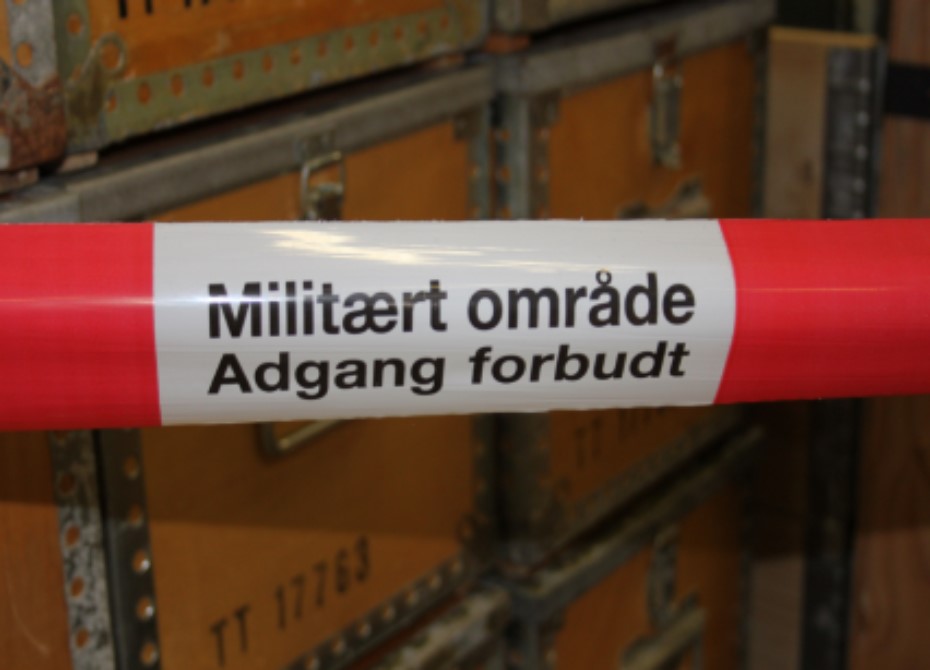 Militært område
Adgang forbudt
TT 17763